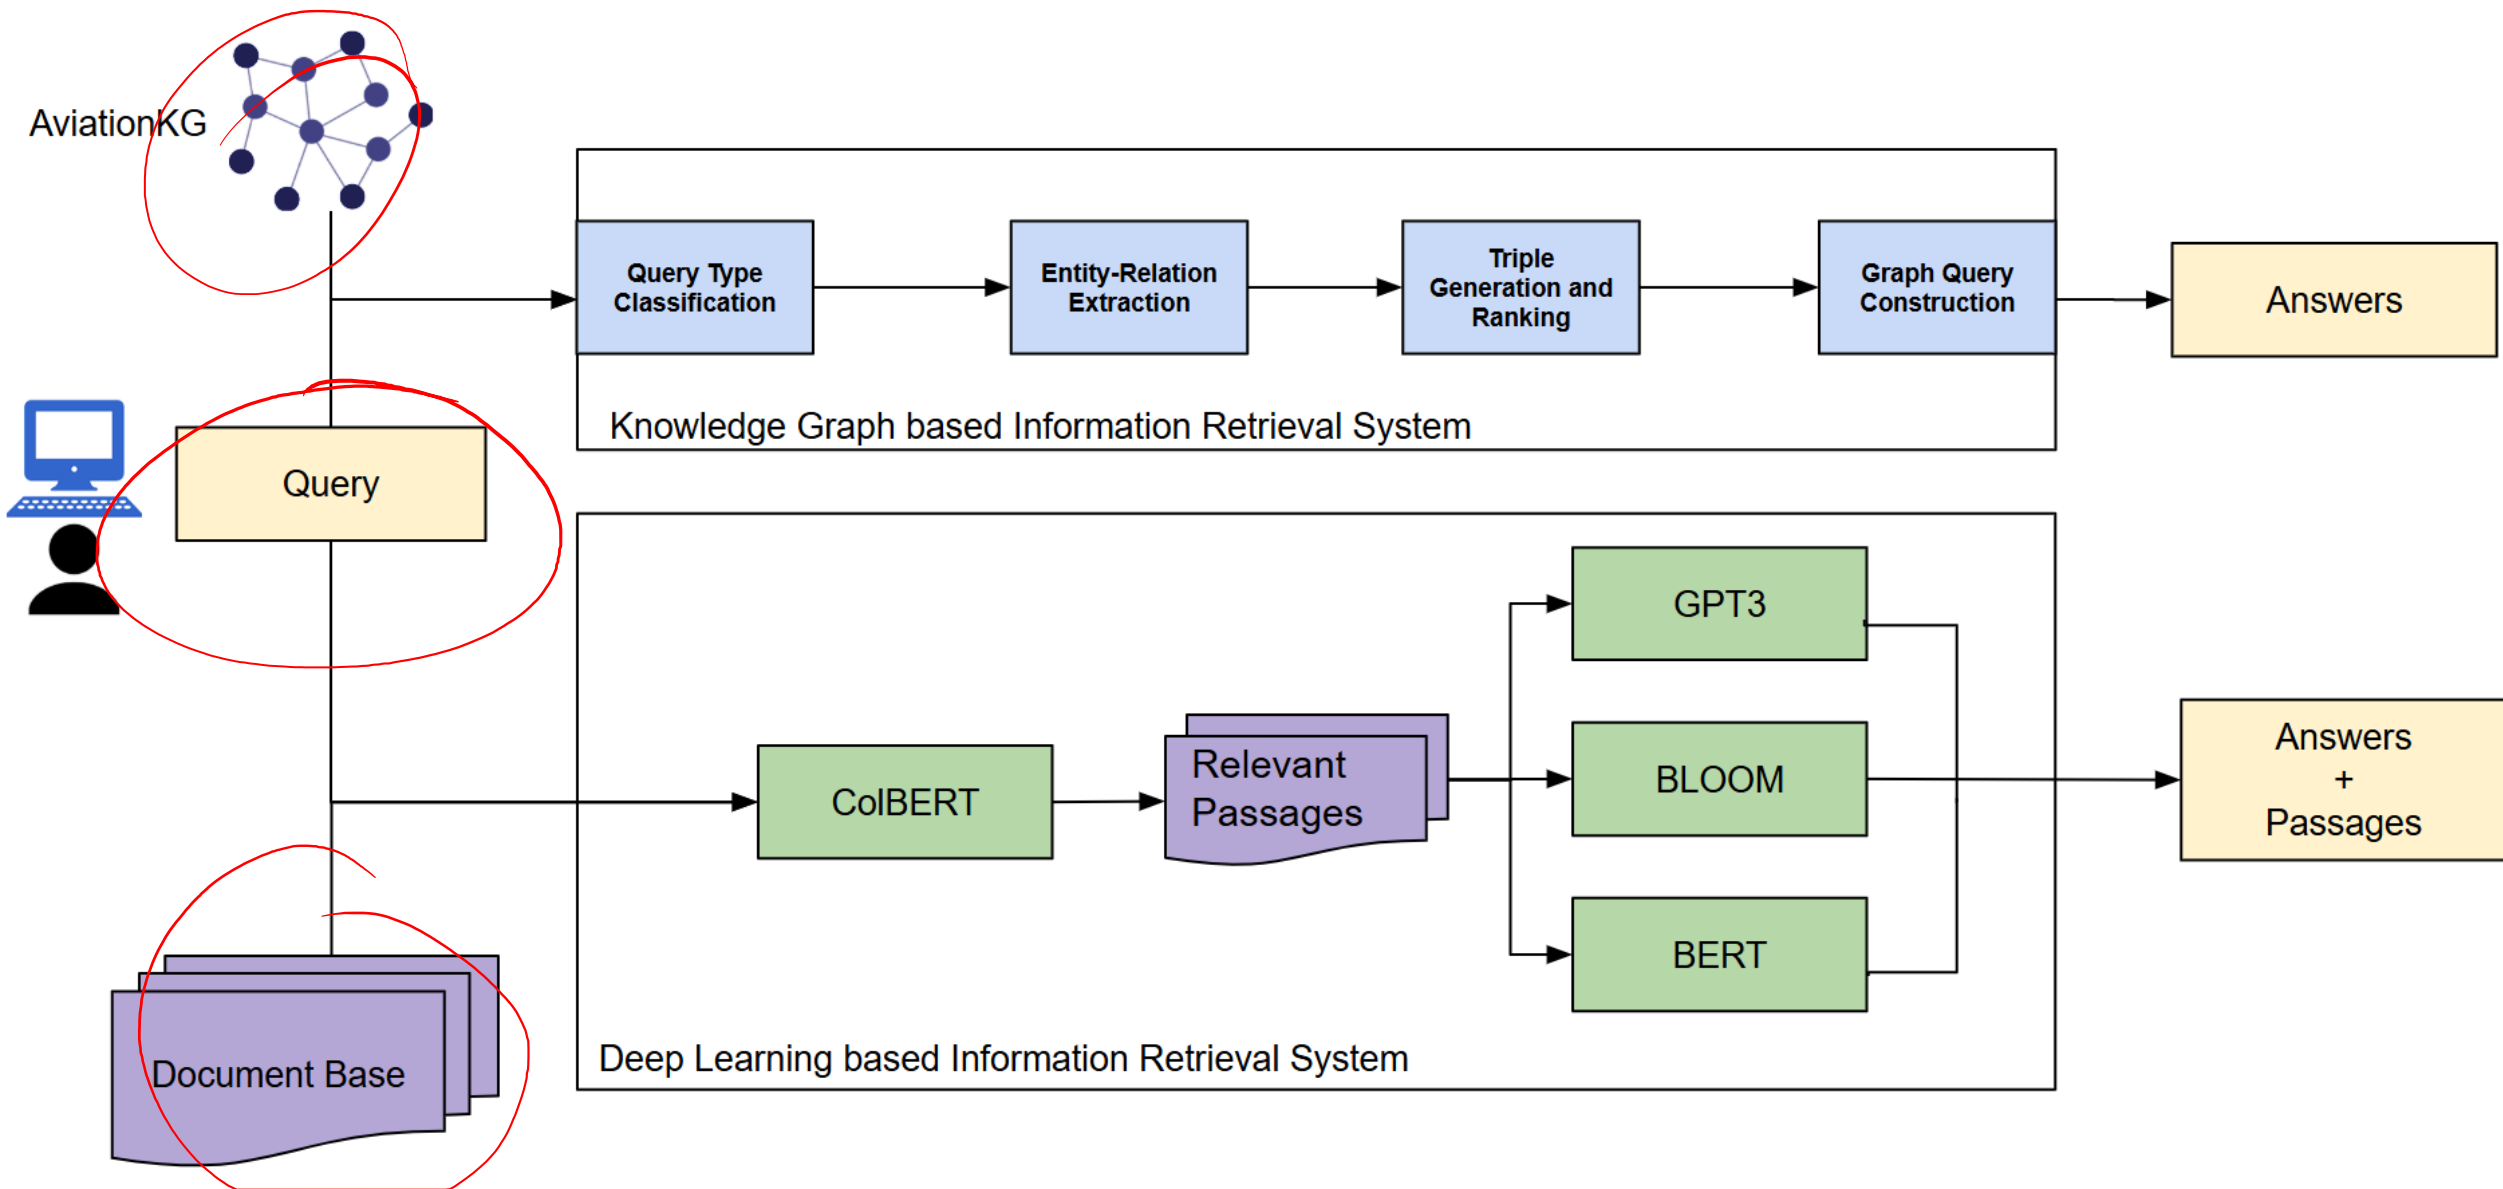 AviationKG
Query Type
Classification
Entity-Relation
Extraction
Triple
Generation and
Ranking
Graph Query
Construction
Answers
Knowledge Graph based Information Retrieval System
Query
GPT3
ColBERT
Relevant
Passages
BLOOM
BERT
Answers
+
Passages
Deep Learning based Information Retrieval System
Document Base